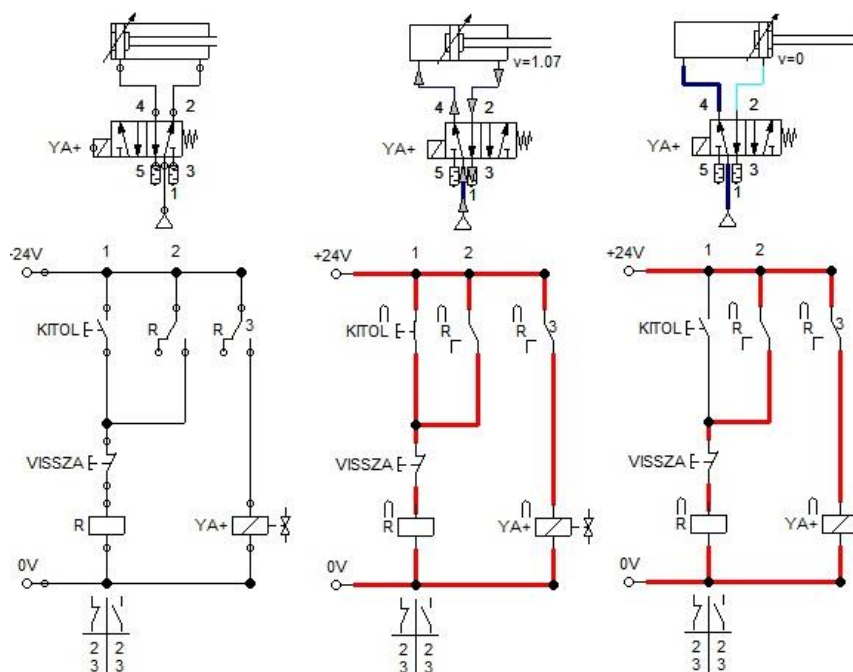 v=1.07
v=0
4 2
4 2
4 2
YA+
YA+
YA+
5 3
5 3
5 3
1
1
1
-24V 1 2
+24V 1 2
+24V 1 2
KITOL R R 3
KITOL R R 3
KITOL R R 3
VISSZA
VISSZA
VISSZA
R YA+
R YA+
R YA+
0V
0V
0V
2 2
3 3
2 2
3 3
2 2
3 3